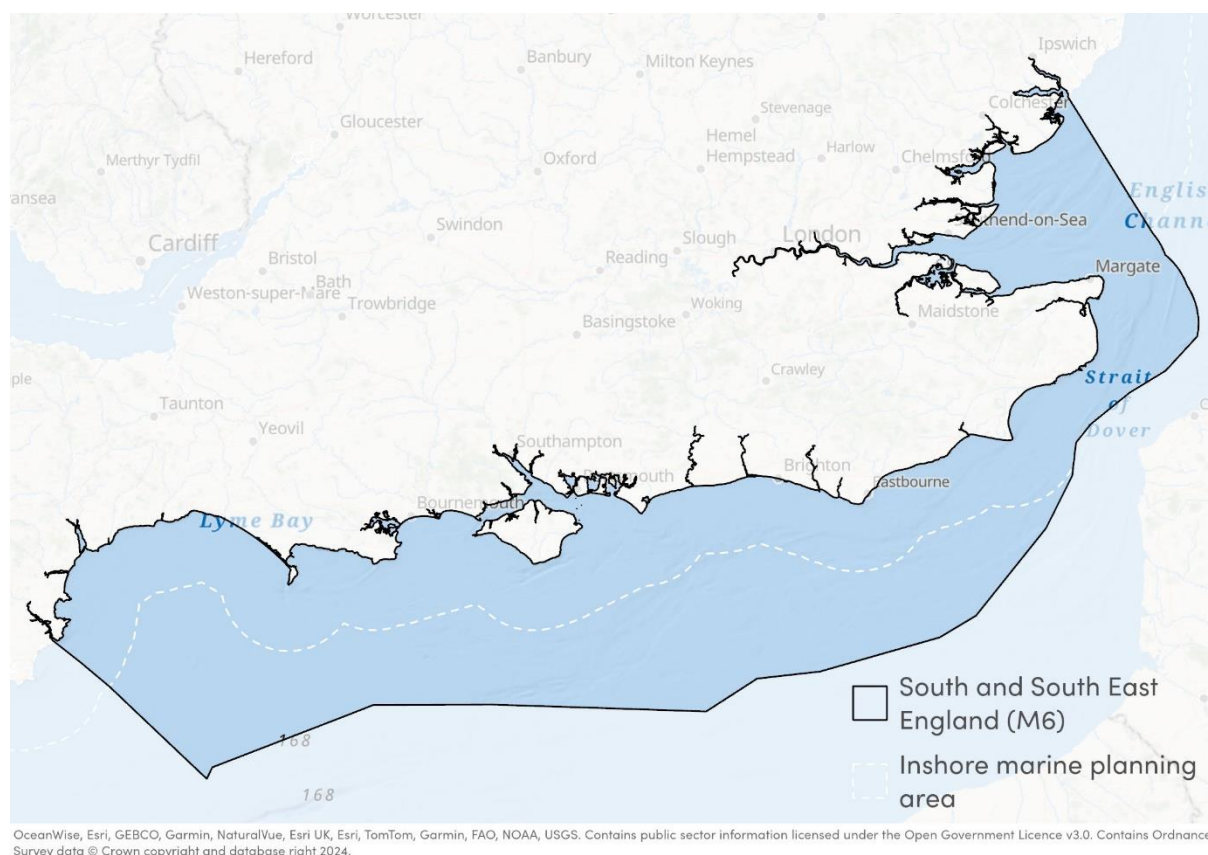 Worcester
Ipswich
Hereford
Banbury
Milton Keynes
Colchester
Stevenage
Gloucester
Hemel
Hempstead
Harlow
Chelmsford
Merthyr Tydfil
Oxford
ansea
Swindon
Englis
Chann
thend-on-Sea
London
Cardiff
Slough
Bristol
Reading
Margate
Bath
Weston-super-Mare
Trowbridge
Woking
Maidstone
Basingstoke
Crawley
Strait
of
Dover
ple
Taunton
Yeovil
Southampton
Portsmouth
Brighton
Eastbourne
Bournemouth
Lyme Bay
South and South East
England (M6)
168
Inshore marine planning
area
168
OceanWise, Esri, GEBCO, Garmin, NaturalVue, Esri UK, Esri, TomTom, Garmin, FAO, NOAA, USGS. Contains public sector information licensed under the Open Government Licence v3.0. Contains Ordnance
Survey data © Crown copyright and database right 2024.